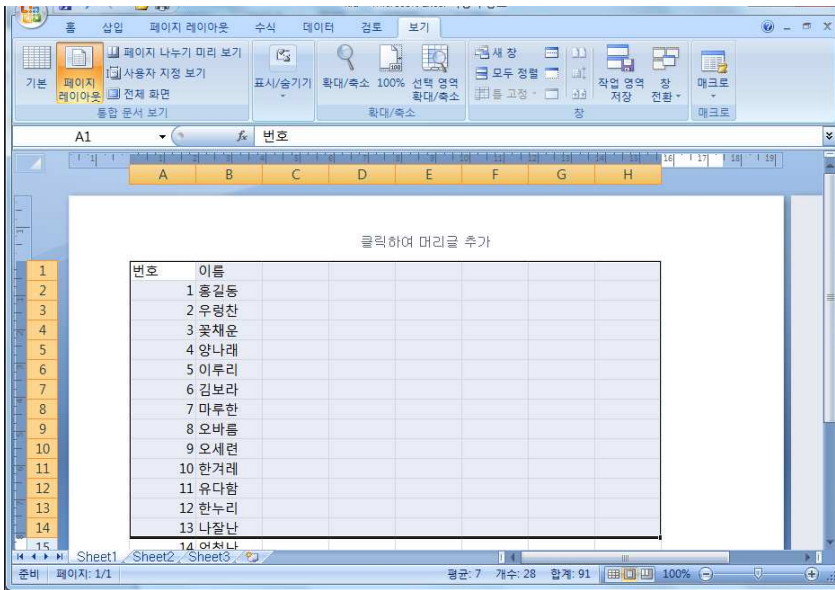 홈 삽입 페이지 레이아웃 수식 데이터 검토 보기
기본 페이지 레이아웃 페이지 나누기 미리 보기 사용자 지정 보기 전체 화면
표시/숨기기
확대/축소 100% 선택 영역 확대/축소
새 창 모두 정렬 틀 고정
작업 영역 저장 창 전환 매크로
통합 문서 보기 확대/축소 창 매크로
A1 fx 번호
A B C D E F G H
클릭하여 머리글 추가
1 번호 이름
2 1 홍길동
3 2 우렁찬
4 3 꽃채운
5 4 양나래
6 5 이루리
7 6 김보라
8 7 마루한
9 8 오바름
10 9 오세련
11 10 한겨레
12 11 유다함
13 12 한누리
14 13 나잘난
15 14
Sheet1 Sheet2 Sheet3
준비 페이지: 1/1 평균: 7 개수: 28 합계: 91 100%